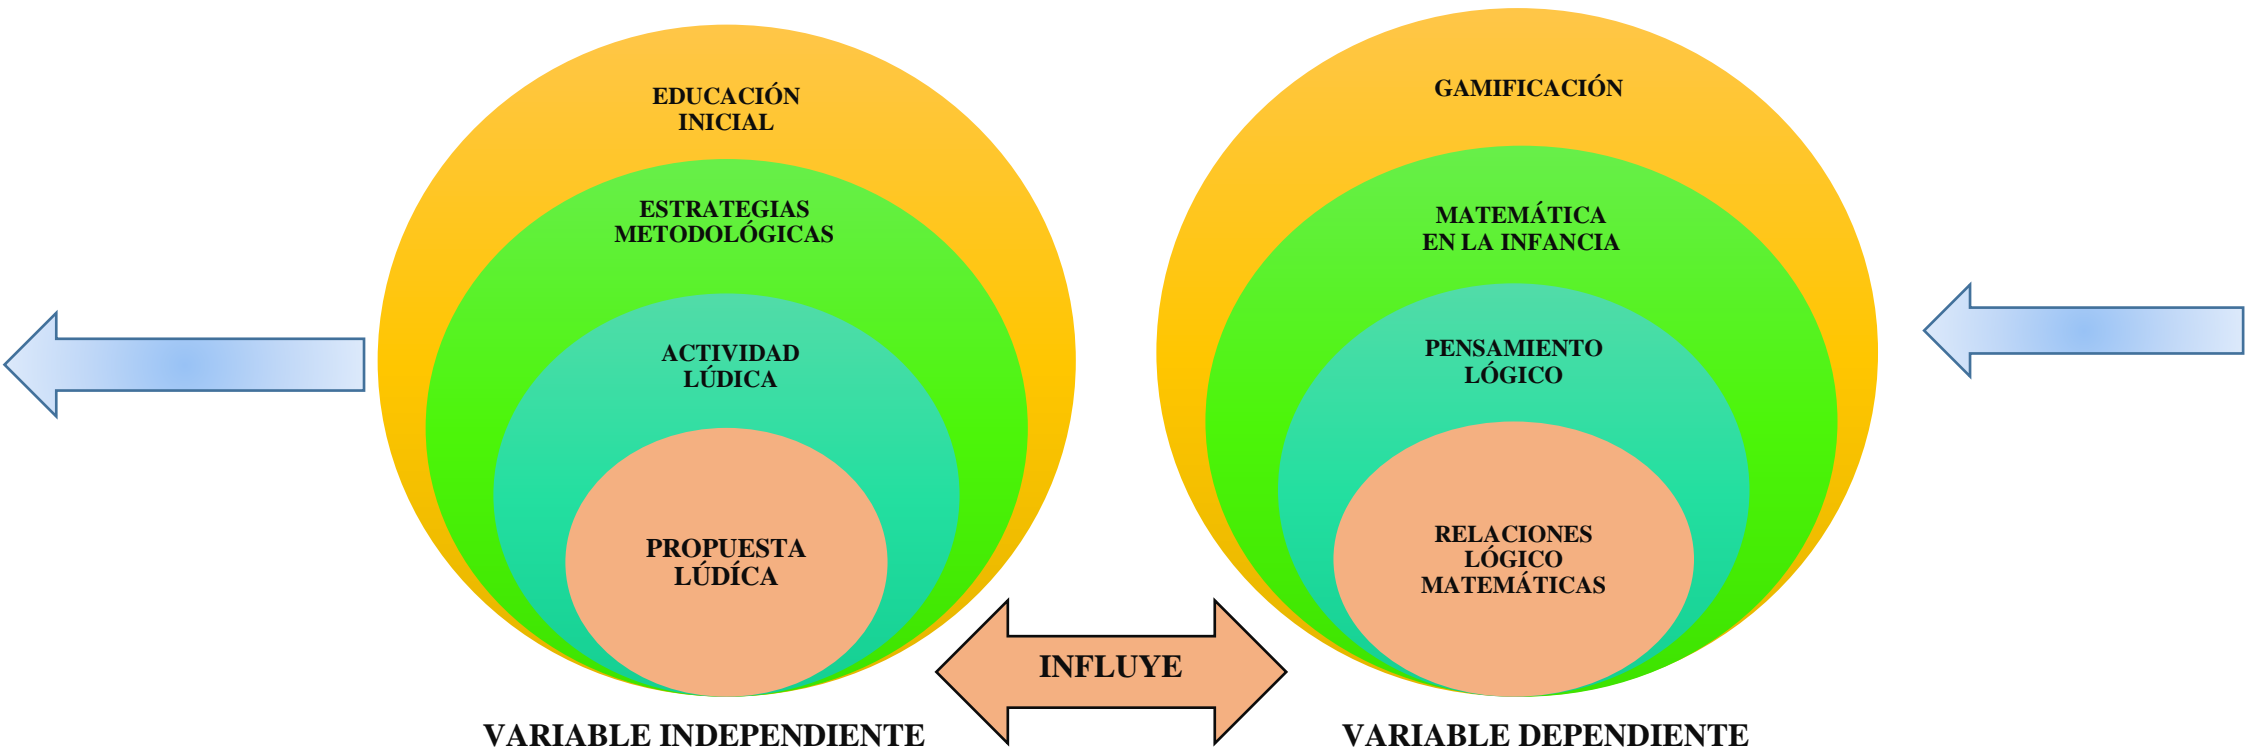 EDUCACIÓN
INICIAL
ESTRATEGIAS
METODOLÓGICAS
ACTIVIDAD
LÚDICA
PROPUESTA
LÚDÍCA
VARIABLE INDEPENDIENTE
INFLUYE
GAMIFICACIÓN
MATEMÁTICA
EN LA INFANCIA
PENSAMIENTO
LÓGICO
RELACIONES
LÓGICO
MATEMÁTICAS
VARIABLE DEPENDIENTE